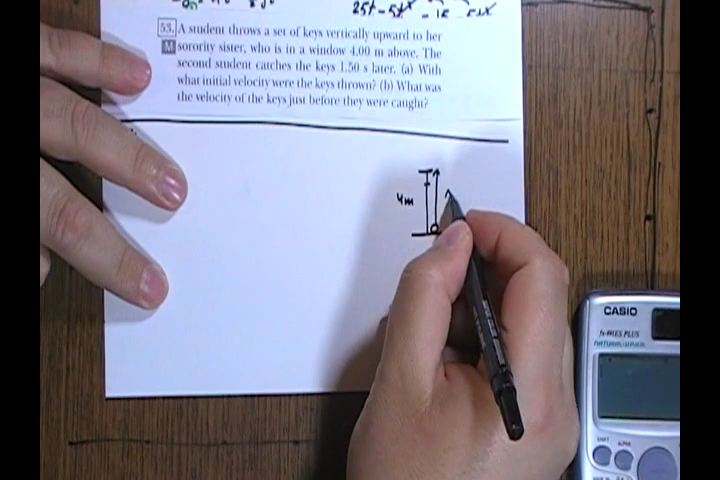 25t - 5t² = 15 - 5t²
53. A student throws a set of keys vertically upward to her
M sorority sister, who is in a window 4.00 m above. The
second student catches the keys 1.50 s later. (a) With
what initial velocity were the keys thrown? (b) What was
the velocity of the keys just before they were caught?
4m
CASIO
fx-991ES PLUS
NATURAL-V.P.A.M.
SHIFT
ALPHA